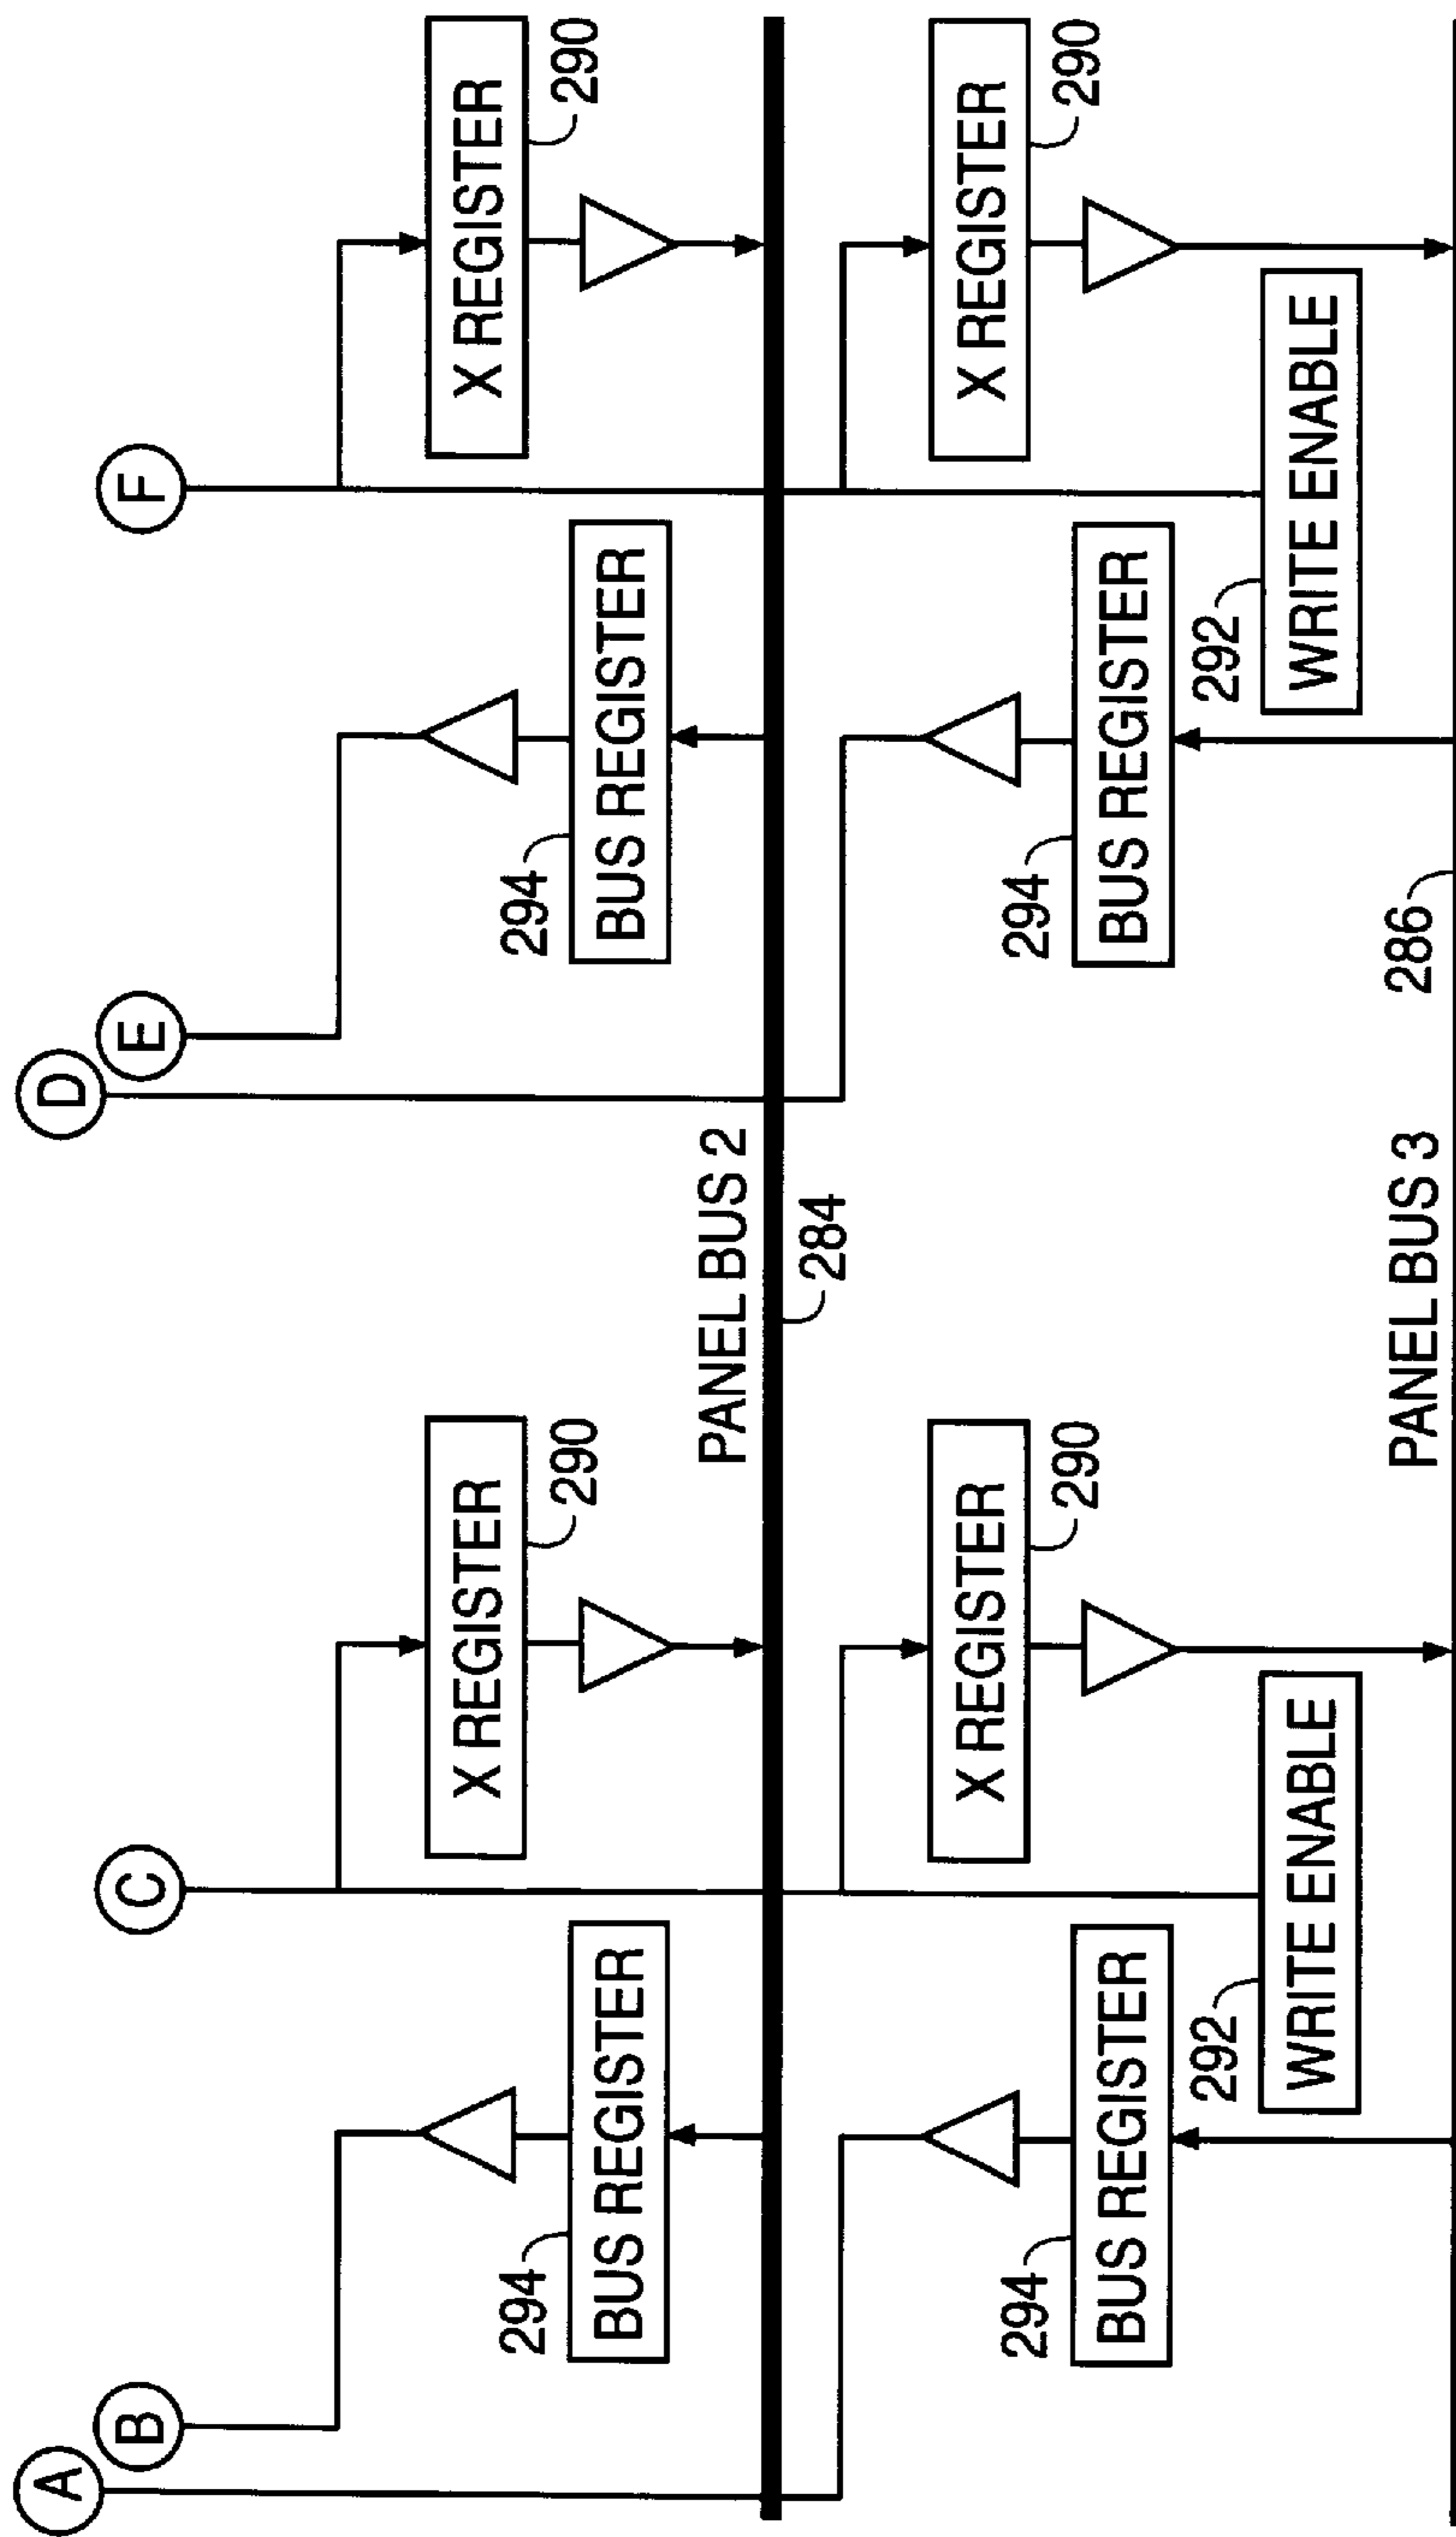 A
D
B
C
E
F
X REGISTER
X REGISTER
294
294
290
290
BUS REGISTER
BUS REGISTER
PANEL BUS 2
284
X REGISTER
X REGISTER
294
294
290
290
BUS REGISTER
BUS REGISTER
292
292
WRITE ENABLE
WRITE ENABLE
PANEL BUS 3
286